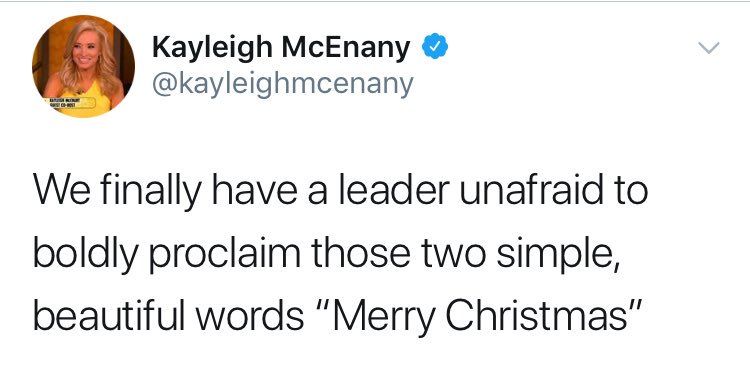 Kayleigh McEnany
@kayleighmcenany
We finally have a leader unafraid to
boldly proclaim those two simple,
beautiful words “Merry Christmas”